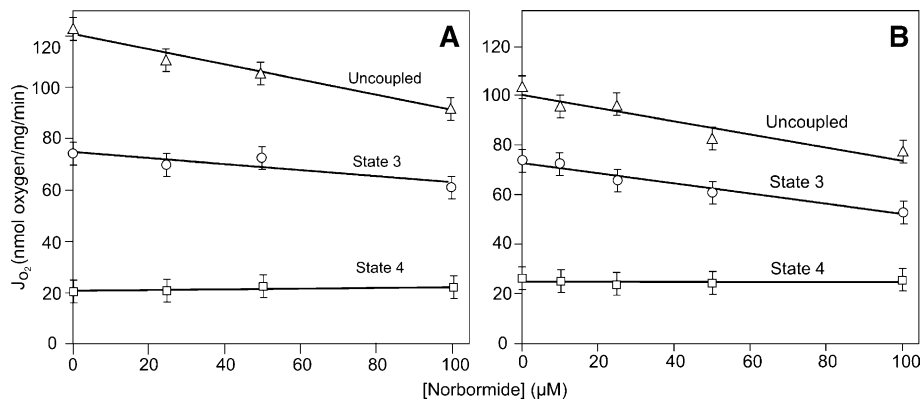 A
B
120
100
80
60
40
20
0
Uncoupled
State 3
State 4
120
100
80
60
40
20
0
Uncoupled
State 3
State 4
J_O₂ (nmol oxygen/mg/min)
0 20 40 60 80 100
0 20 40 60 80 100
[Norbormide] (µM)